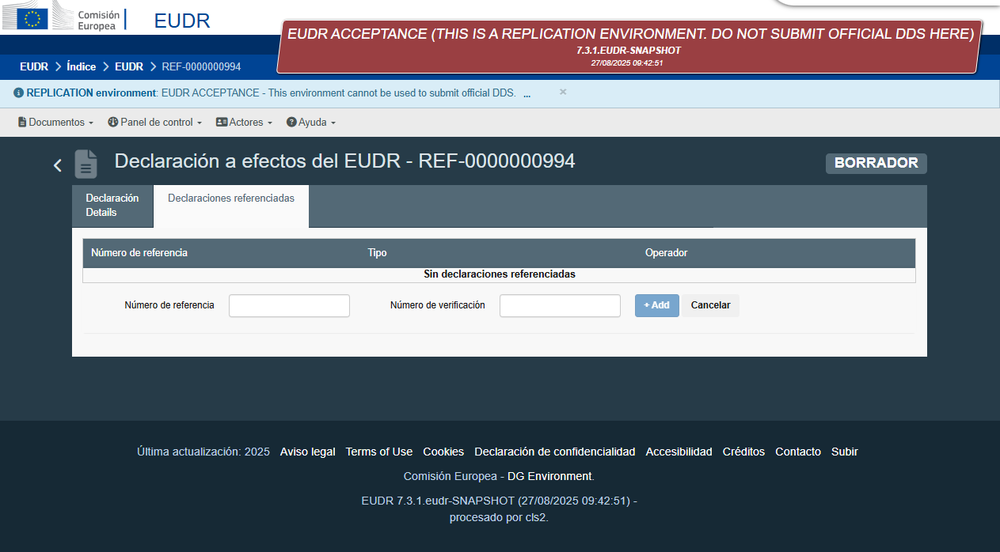 Comisión
Europea
EUDR
EUDR ACCEPTANCE (THIS IS A REPLICATION ENVIRONMENT. DO NOT SUBMIT OFFICIAL DDS HERE)
7.3.1.EUDR-SNAPSHOT
27/08/2025 09:42:51
EUDR > Índice > EUDR > REF-0000000994
REPLICATION environment: EUDR ACCEPTANCE - This environment cannot be used to submit official DDS. ... ×
Documentos Panel de control Actores Ayuda
Declaración a efectos del EUDR - REF-0000000994 BORRADOR
Declaración
Details
Declaraciones referenciadas
Número de referencia Tipo Operador
Sin declaraciones referenciadas
Número de referencia Número de verificación + Add Cancelar
Última actualización: 2025 Aviso legal Terms of Use Cookies Declaración de confidencialidad Accesibilidad Créditos Contacto Subir
Comisión Europea - DG Environment.
EUDR 7.3.1.eudr-SNAPSHOT (27/08/2025 09:42:51) -
procesado por cls2.